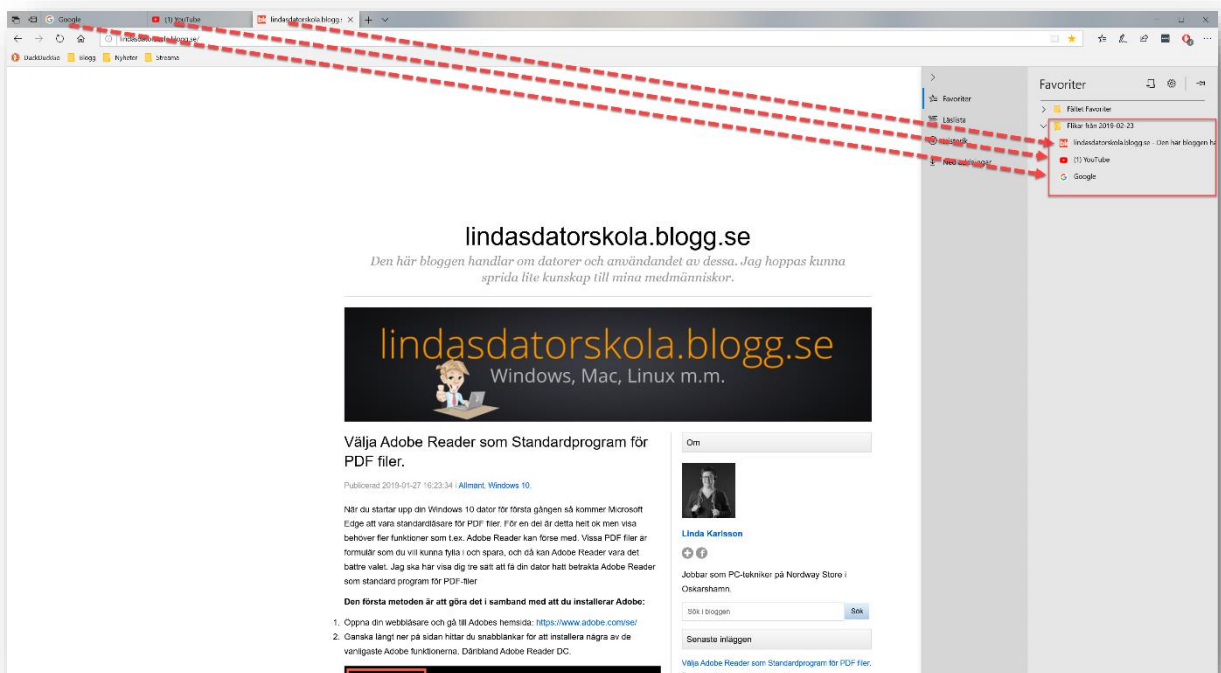 Google
(1) YouTube
lindasdatorskola.blogg.s
lindasdatorskola.blogg.se/
DuckDuckGo
Blogg
Nyheter
Streama
Favoriter
Läslista
Historik
Nedladdningar
Favoriter
Fältet Favoriter
Flikar från 2019-02-23
lindasdatorskola.blogg.se - Den här bloggen ha
(1) YouTube
Google
lindasdatorskola.blogg.se
Den här bloggen handlar om datorer och användandet av dessa. Jag hoppas kunna
sprida lite kunskap till mina medmänniskor.
lindasdatorskola.blogg.se
Windows, Mac, Linux m.m.
Välja Adobe Reader som Standardprogram för
PDF filer.
Publicerad 2019-01-27 16:23:34 i Allmänt, Windows 10,
När du startar upp din Windows 10 dator för första gången så kommer Microsoft
Edge att vara standardläsare för PDF filer. För en del är detta helt ok men visa
behöver fler funktioner som t.ex. Adobe Reader kan förse med. Vissa PDF filer är
formulär som du vill kunna fylla i och spara, och då kan Adobe Reader vara det
bättre valet. Jag ska här visa dig tre sätt att få din dator hatt betrakta Adobe Reader
som standard program för PDF-filer
Den första metoden är att göra det i samband med att du installerar Adobe:
1. Öppna din webbläsare och gå till Adobes hemsida: https://www.adobe.com/se/
2. Ganska långt ner på sidan hittar du snabblänkar för att installera några av de
vanligaste Adobe funktionerna. Däribland Adobe Reader DC.
Om
Linda Karlsson
Jobbar som PC-tekniker på Nordway Store i
Oskarshamn.
Sök i bloggen
Sök
Senaste inläggen
Välja Adobe Reader som Standardprogram för PDF filer.